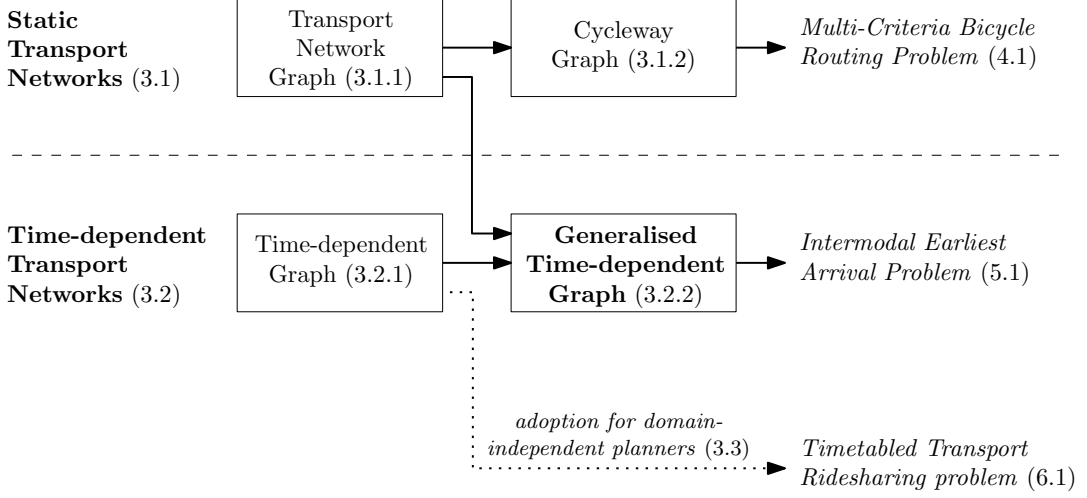 Static
Transport
Networks (3.1)
Transport
Network
Graph (3.1.1)
Cycleway
Graph (3.1.2)
Multi-Criteria Bicycle
Routing Problem (4.1)
Time-dependent
Transport
Networks (3.2)
Time-dependent
Graph (3.2.1)
Generalised
Time-dependent
Graph (3.2.2)
Intermodal Earliest
Arrival Problem (5.1)
adoption for domain-
independent planners (3.3)
Timetabled Transport
Ridesharing problem (6.1)